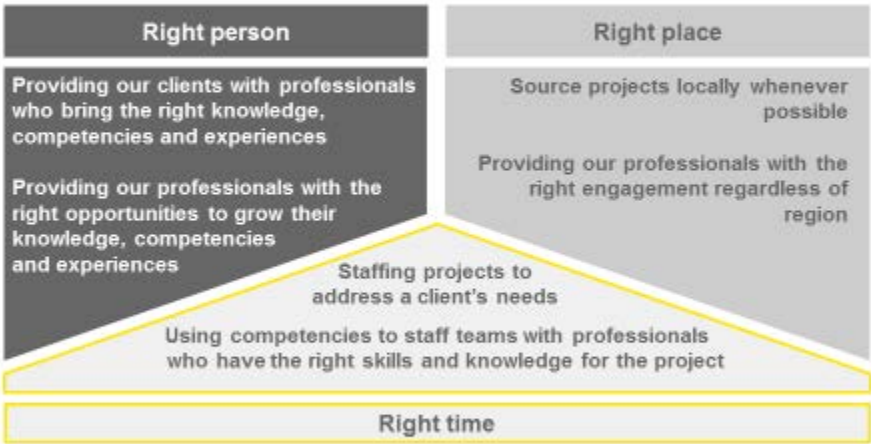 Right person
Providing our clients with professionals
who bring the right knowledge,
competencies and experiences
Providing our professionals with the
right opportunities to grow their
knowledge, competencies
and experiences
Right place
Source projects locally whenever
possible
Providing our professionals with the
right engagement regardless of
region
Staffing projects to
address a client's needs
Using competencies to staff teams with professionals
who have the right skills and knowledge for the project
Right time